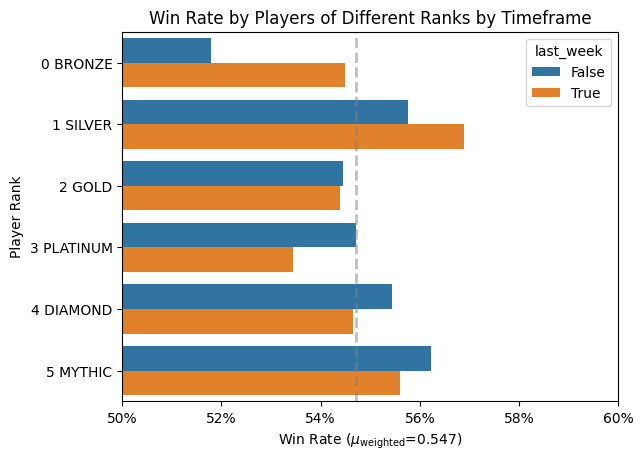 Win Rate by Players of Different Ranks by Timeframe
last_week
False
True
0 BRONZE
1 SILVER
2 GOLD
3 PLATINUM
4 DIAMOND
5 MYTHIC
Player Rank
50% 52% 54% 56% 58% 60%
Win Rate (μweighted=0.547)